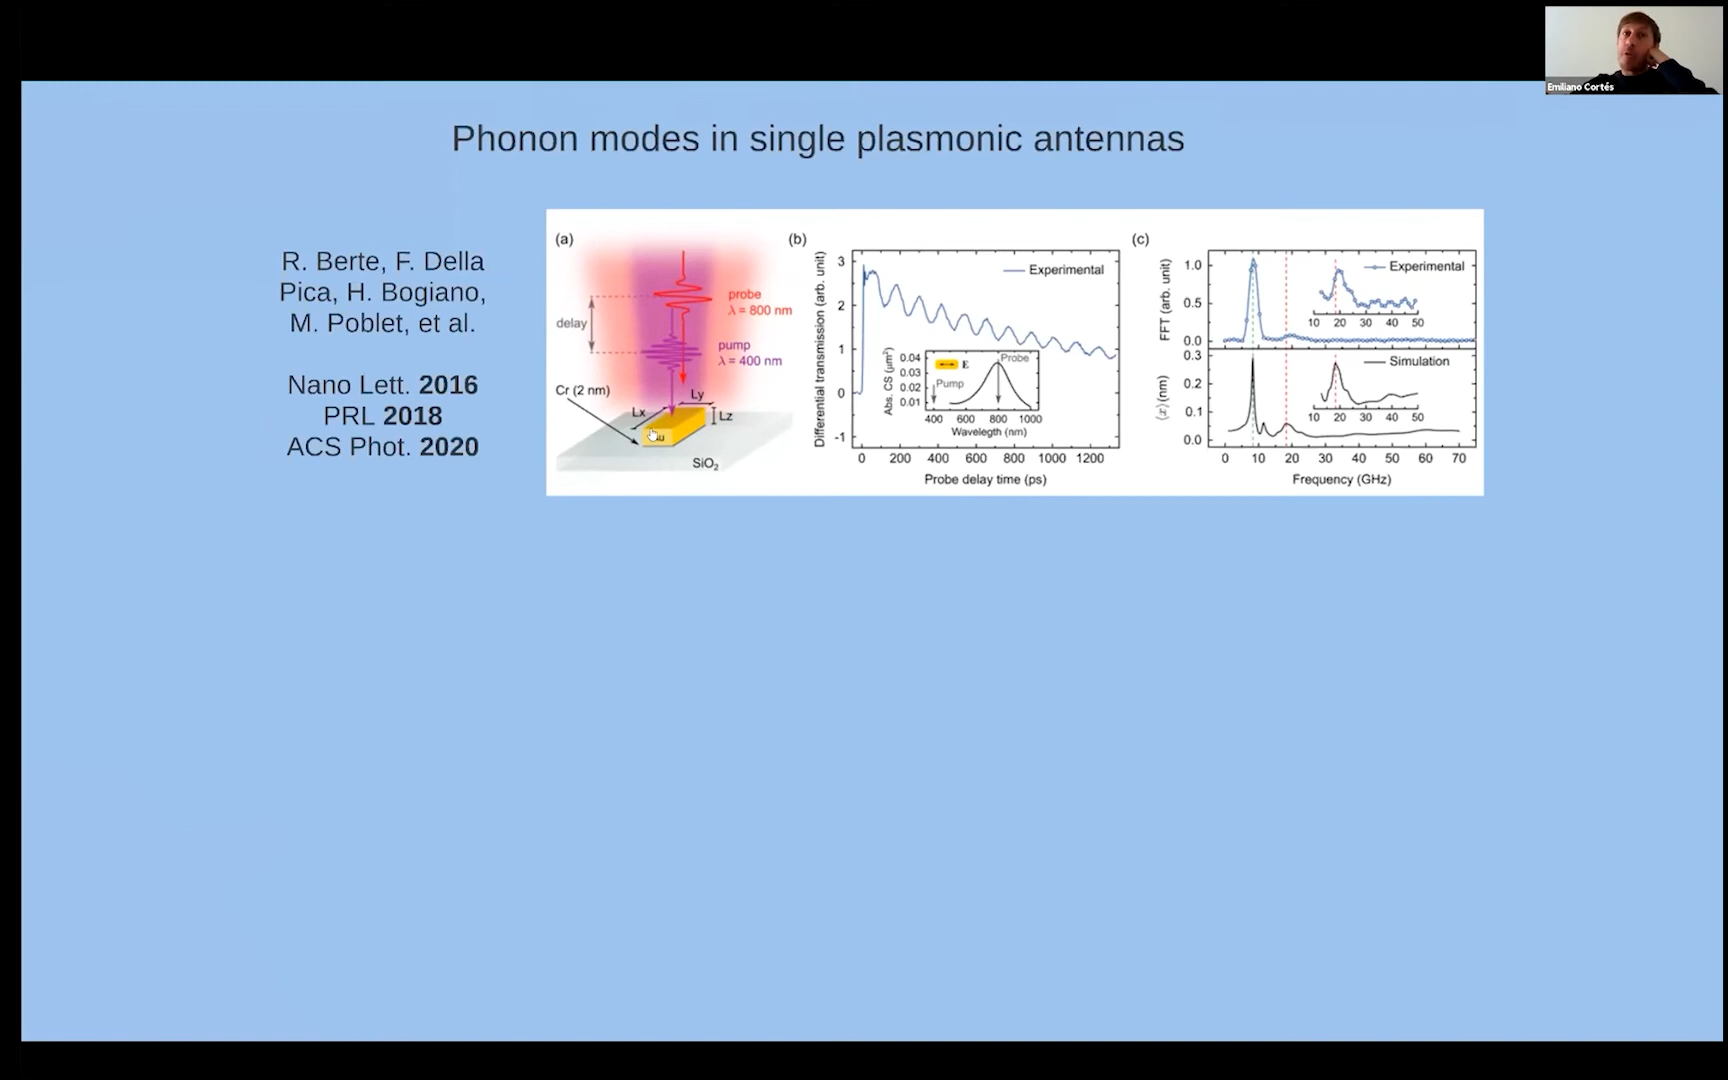 Emiliano Cortés
Phonon modes in single plasmonic antennas
R. Berte, F. Della
Pica, H. Bogiano,
M. Poblet, et al.
Nano Lett. 2016
PRL 2018
ACS Phot. 2020
(a)
probe
λ = 800 nm
delay
pump
λ = 400 nm
Cr (2 nm)
Ly
Lx
Lz
SiO₂
(b)
Differential transmission (arb. unit)
3
2
1
0
-1
Experimental
Abs. CS (μm²)
0.04
0.03
0.02
0.01
E
Probe
Pump
400 600 800 1000
Wavelegth (nm)
0 200 400 600 800 1000 1200
Probe delay time (ps)
(c)
FFT (arb. unit)
1.0
0.5
0.0
Experimental
10 20 30 40 50
⟨x⟩ (nm)
0.3
0.2
0.1
0.0
Simulation
10 20 30 40 50
0 10 20 30 40 50 60 70
Frequency (GHz)